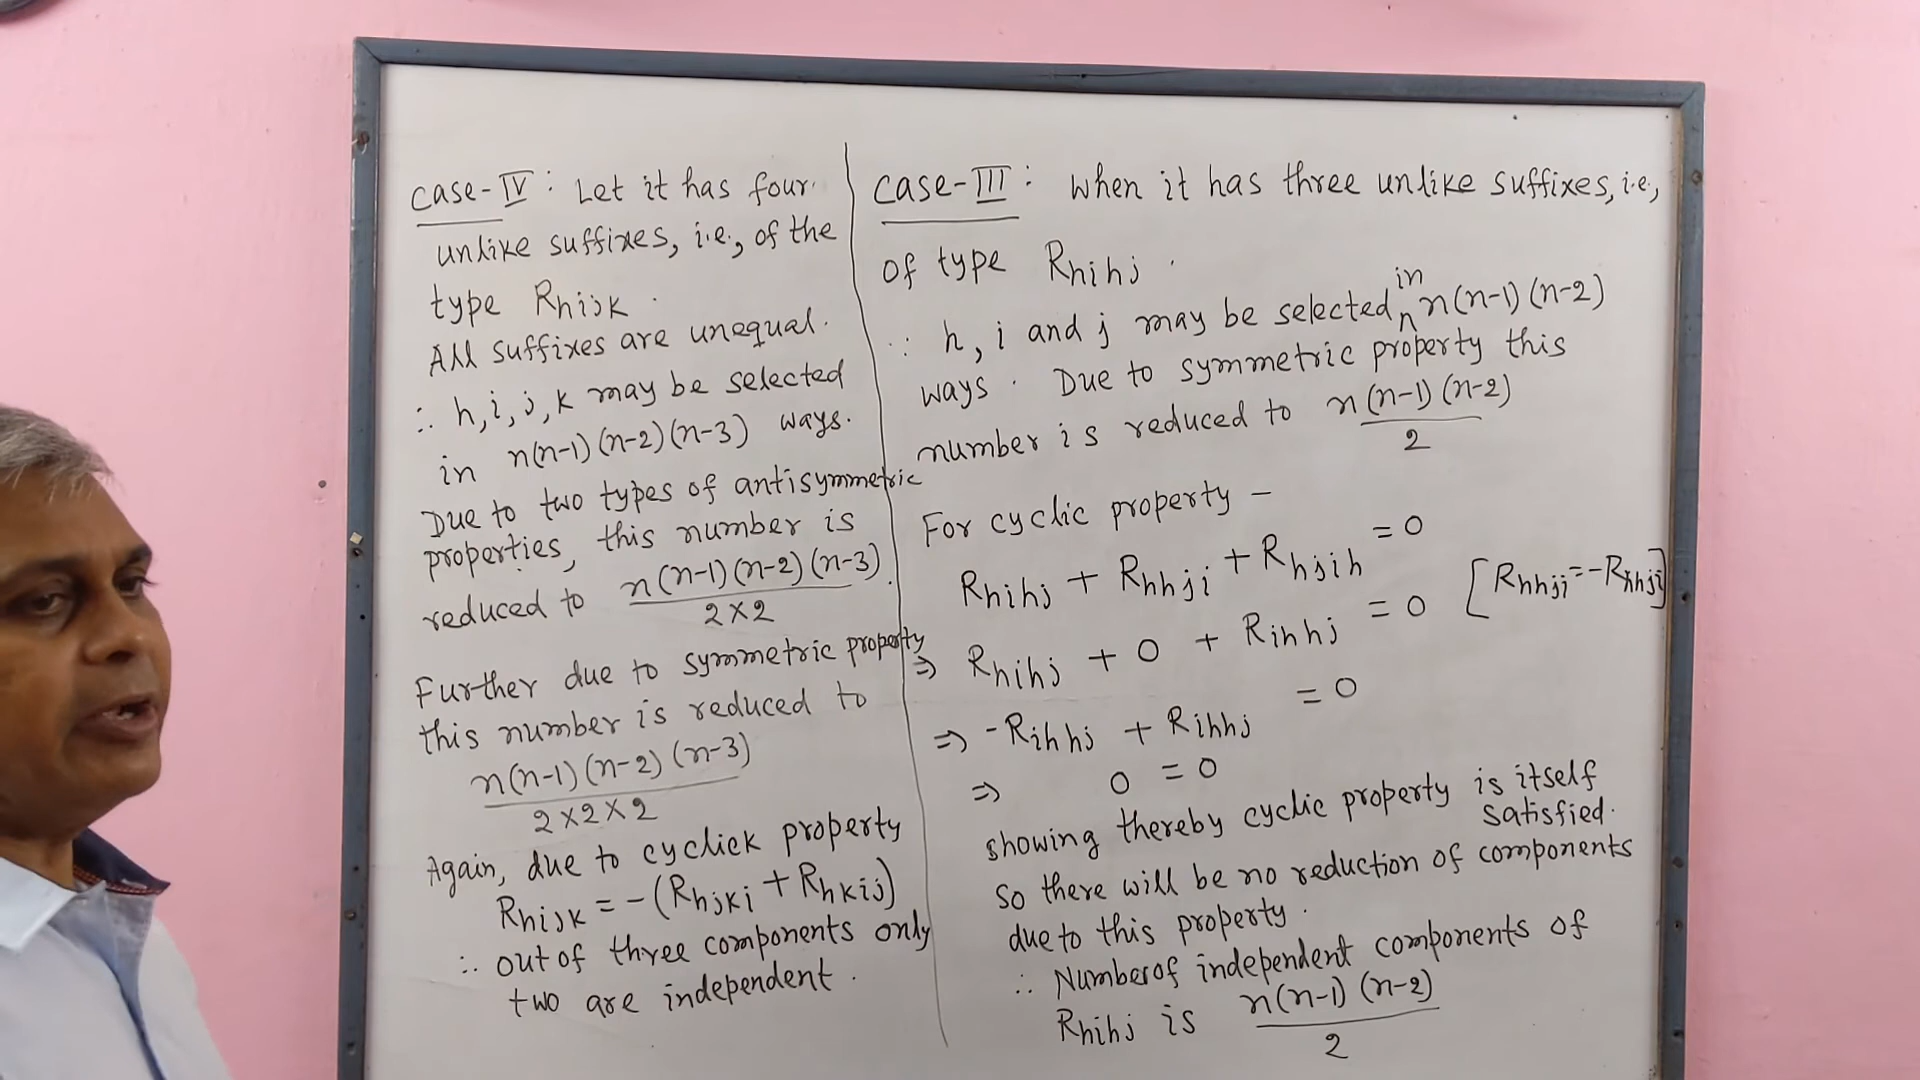 case-IV : Let it has four
unlike suffixes, i.e., of the
type Rhijk .
All suffixes are unequal.
∴ h, i, j, k may be selected
in n(n-1)(n-2)(n-3) ways.
Due to two types of antisymmetric
properties, this number is
reduced to n(n-1)(n-2)(n-3) .
2×2
Further due to symmetric property
this number is reduced to
n(n-1)(n-2)(n-3)
2×2×2
Again, due to cyclick property
Rhijk = -(Rhjki + Rhkij)
∴ out of three components only
two are independent .
case-III : when it has three unlike suffixes, i.e.,
of type Rhihj .
∴ h, i and j may be selected in n(n-1)(n-2)
ways . Due to symmetric property this
number is reduced to n(n-1)(n-2)
2
For cyclic property –
Rhihj + Rhhji + Rhjih = 0
⇒ Rhihj + 0 + Rihhj = 0 [Rhhji = -Rhhji]
⇒ -Rihhj + Rihhj = 0
⇒ 0 = 0
showing thereby cyclic property is itself
satisfied.
so there will be no reduction of components
due to this property .
∴ Number of independent components of
Rhihj is n(n-1)(n-2)
2